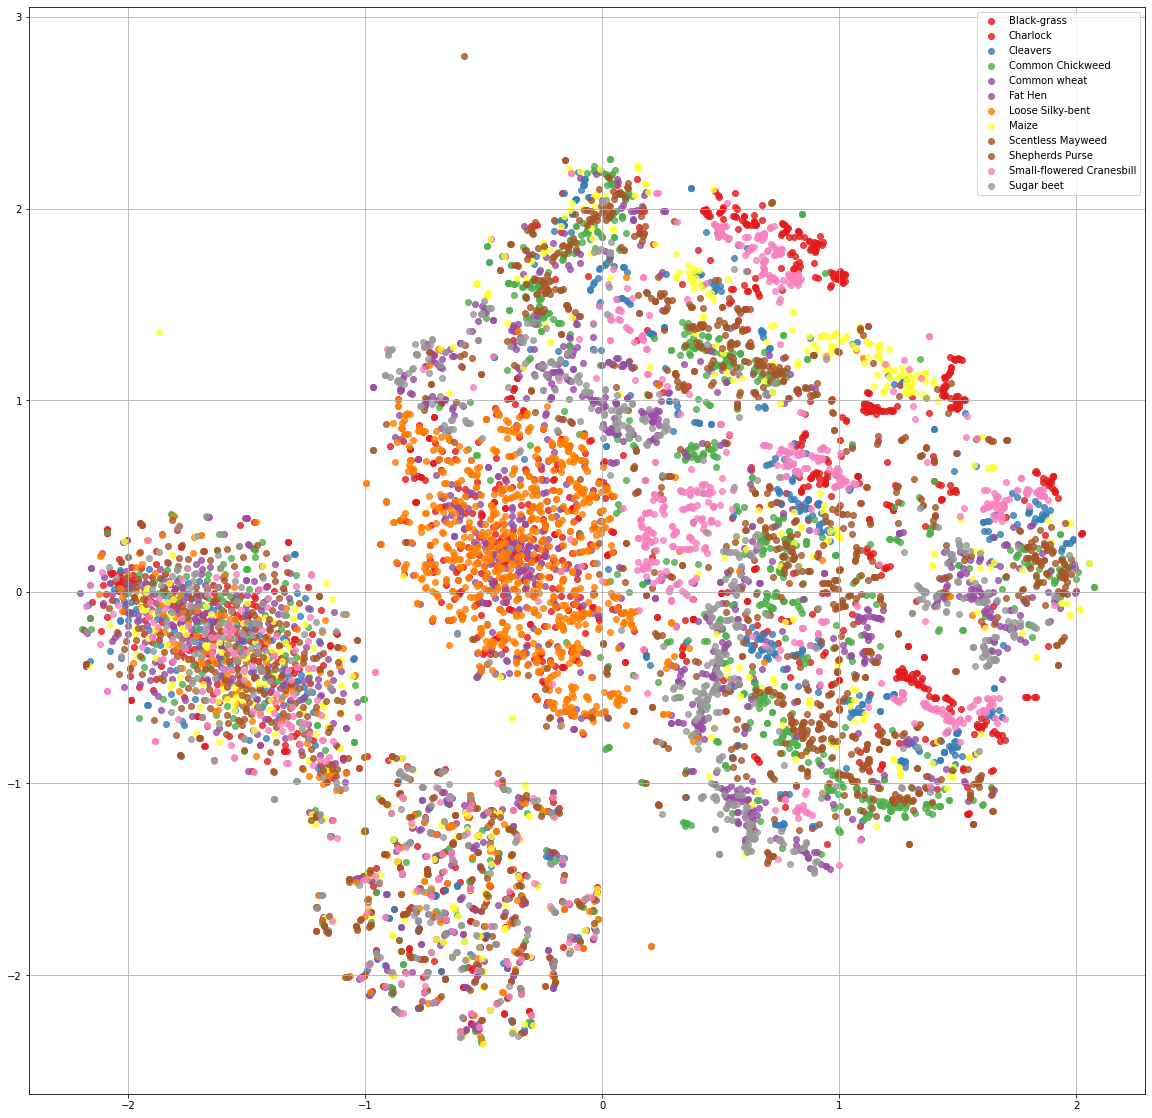 3
2
1
0
−1
−2
−2
−1
0
1
2
Black-grass
Charlock
Cleavers
Common Chickweed
Common wheat
Fat Hen
Loose Silky-bent
Maize
Scentless Mayweed
Shepherds Purse
Small-flowered Cranesbill
Sugar beet